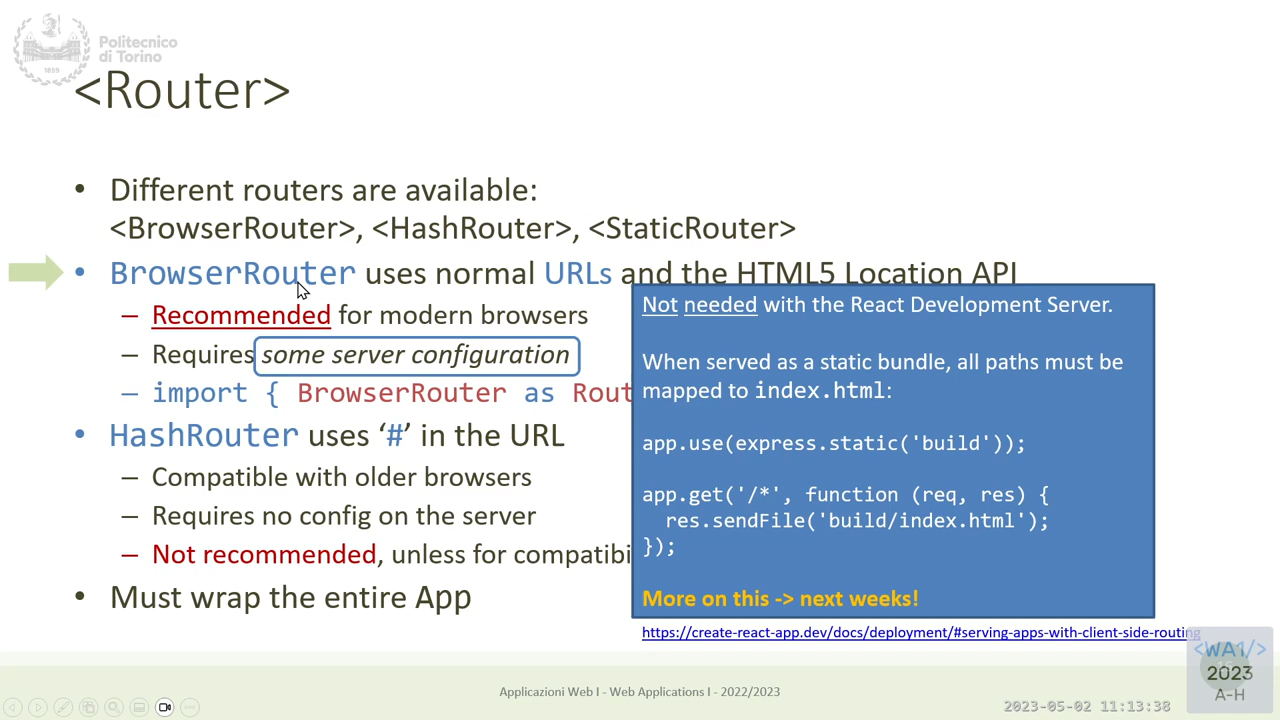 Politecnico
di Torino
1859
<Router>
• Different routers are available:
<BrowserRouter>, <HashRouter>, <StaticRouter>
• BrowserRouter uses normal URLs and the HTML5 Location API
– Recommended for modern browsers
– Requires some server configuration
– import { BrowserRouter as Rout
• HashRouter uses ‘#’ in the URL
– Compatible with older browsers
– Requires no config on the server
– Not recommended, unless for compatibi
• Must wrap the entire App
Not needed with the React Development Server.
When served as a static bundle, all paths must be
mapped to index.html:
app.use(express.static('build'));
app.get('/*', function (req, res) {
res.sendFile('build/index.html');
});
More on this -> next weeks!
https://create-react-app.dev/docs/deployment/#serving-apps-with-client-side-routing
Applicazioni Web I - Web Applications I - 2022/2023
<WA1/>
2023
A-H
2023-05-02 11:13:38